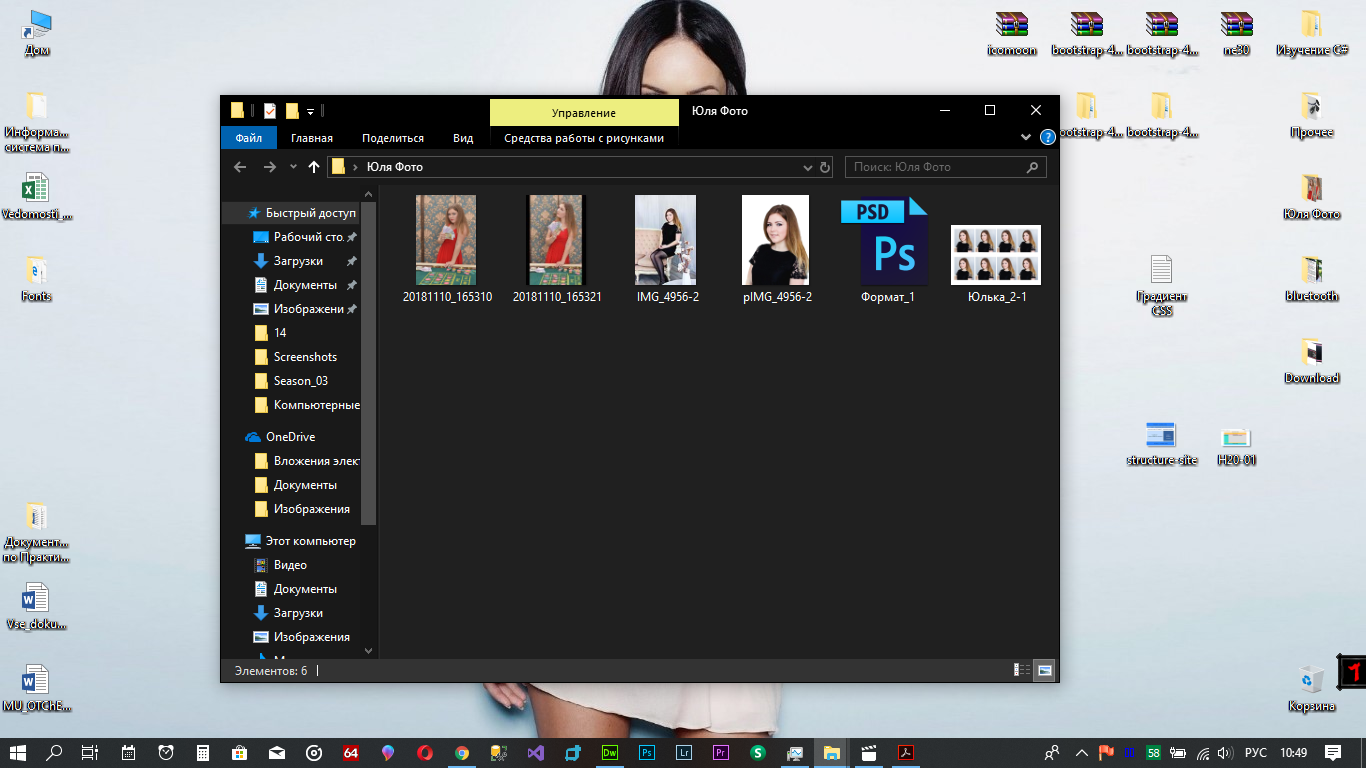 Дом
Информа...
система п...
Vedomosti_...
Fonts
Документ...
по Практи...
Vse_doku...
MU_OTChE...
icomoon
bootstrap-4...
bootstrap-4...
ne30
Изучение C#
ootstrap-4...
bootstrap-4...
Прочее
Юля Фото
Градиент
CSS
bluetooth
Download
structure-site
H20-01
Корзина
Управление
Юля Фото
Файл
Главная
Поделиться
Вид
Средства работы с рисунками
Юля Фото
Поиск: Юля Фото
Быстрый доступ
Рабочий сто.
Загрузки
Документы
Изображени
14
Screenshots
Season_03
Компьютерные
OneDrive
Вложения элект
Документы
Изображения
Этот компьютер
Видео
Документы
Загрузки
Изображения
20181110_165310
20181110_165321
IMG_4956-2
pIMG_4956-2
PSD
Ps
Формат_1
Юлька_2-1
Элементов: 6
64
Dw
Ps
Lr
Pr
S
58
РУС
10:49